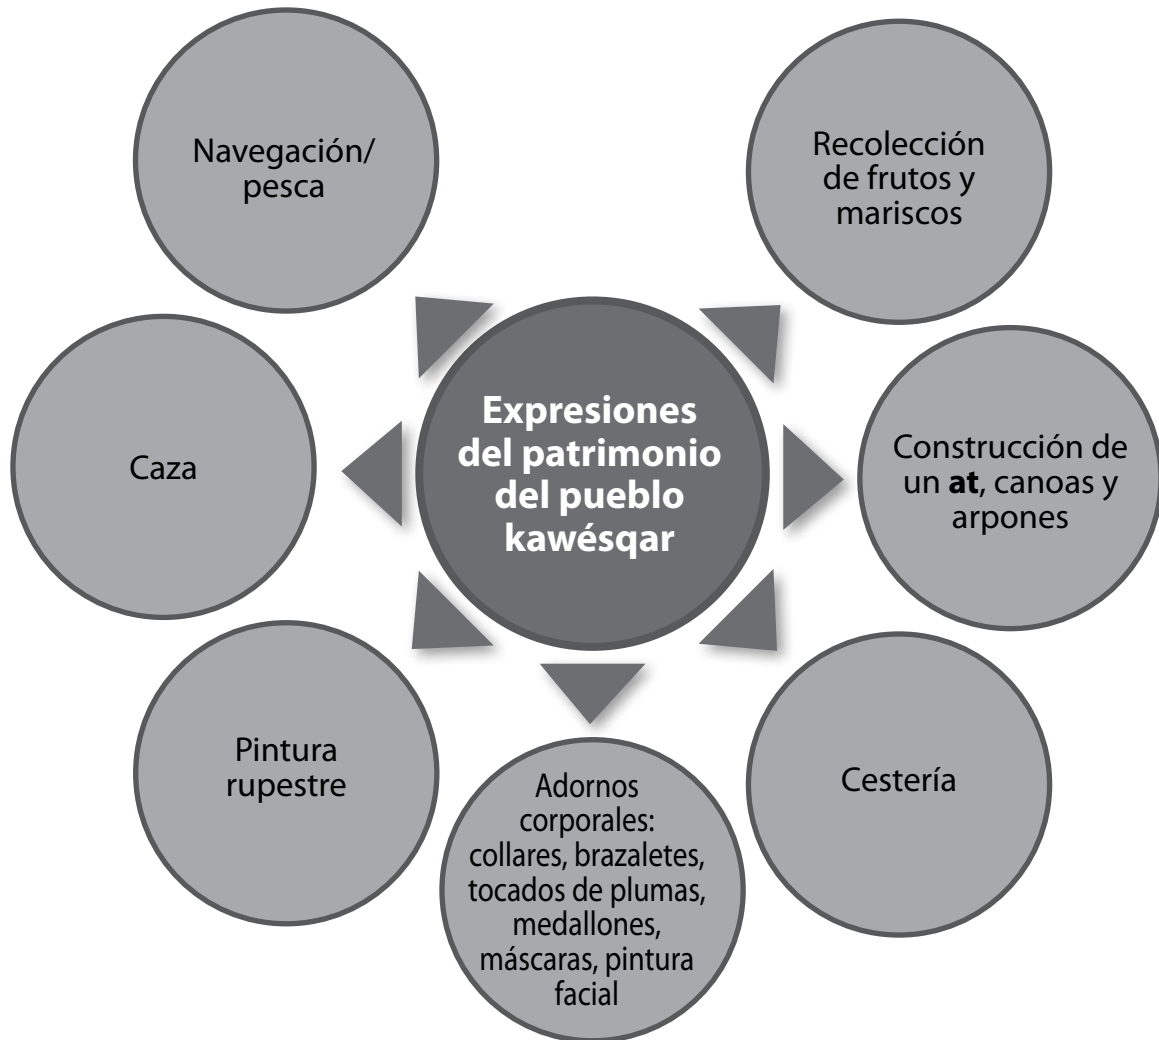 Navegación/
pesca
Recolección
de frutos y
mariscos
Expresiones
del patrimonio
del pueblo
kawésqar
Caza
Construcción de
un at, canoas y
arpones
Pintura
rupestre
Adornos
corporales:
collares, brazaletes,
tocados de plumas,
medallones,
máscaras, pintura
facial
Cestería